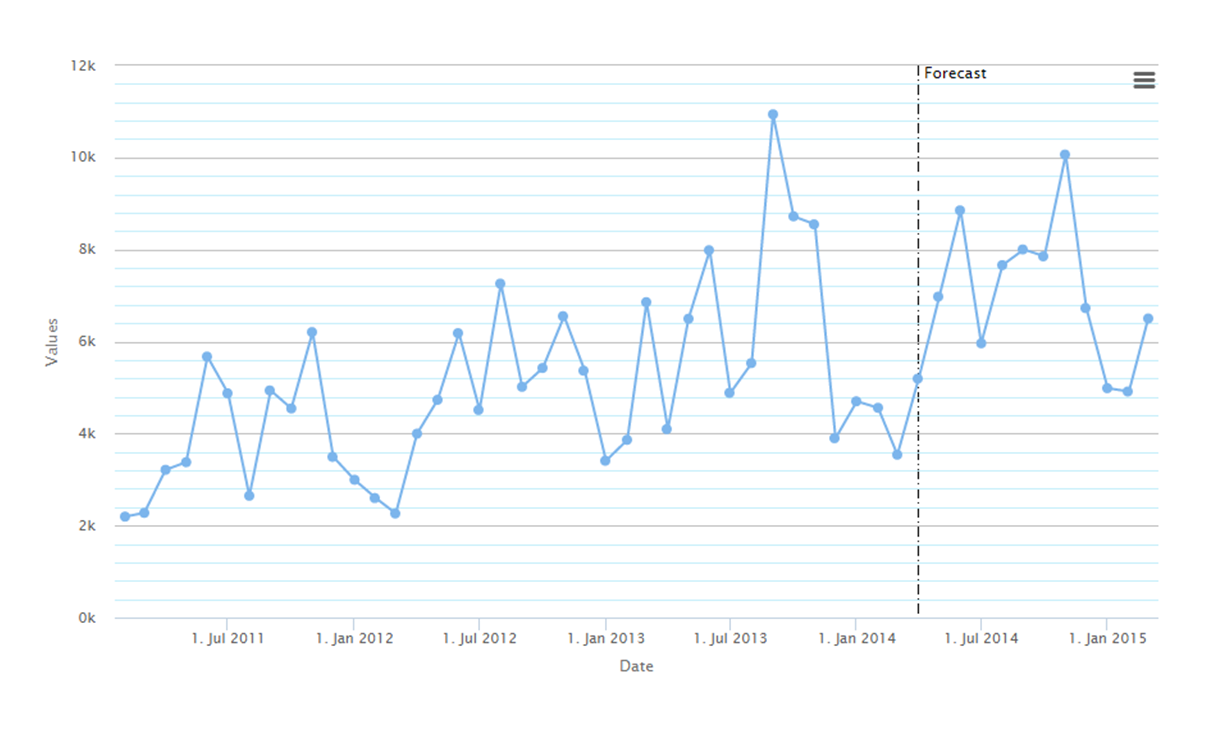 12k
Forecast
10k
8k
6k
4k
2k
0k
Values
1. Jul 2011
1. Jan 2012
1. Jul 2012
1. Jan 2013
1. Jul 2013
1. Jan 2014
1. Jul 2014
1. Jan 2015
Date